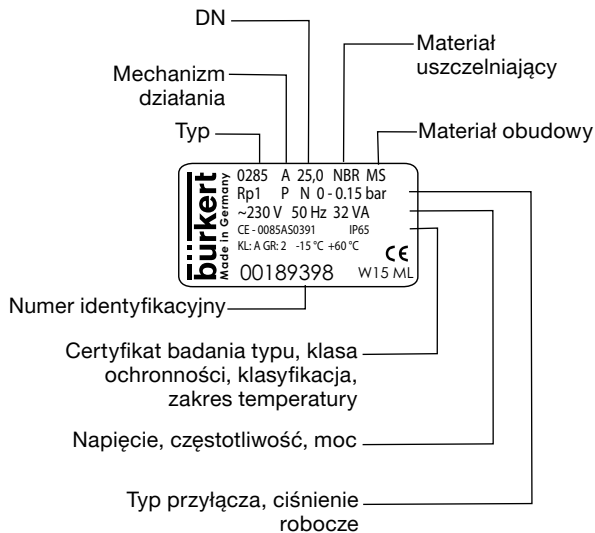 DN
Materiał
uszczelniający
Mechanizm
działania
Typ
Materiał obudowy
bürkert
Made in Germany
0285 A 25,0 NBR MS
Rp1 P N 0 - 0.15 bar
~230 V 50 Hz 32 VA
CE - 0085AS0391 IP65
KL: A GR: 2 -15 °C +60 °C
CE
00189398 W15 ML
Numer identyfikacyjny
Certyfikat badania typu, klasa
ochronności, klasyfikacja,
zakres temperatury
Napięcie, częstotliwość, moc
Typ przyłącza, ciśnienie
robocze